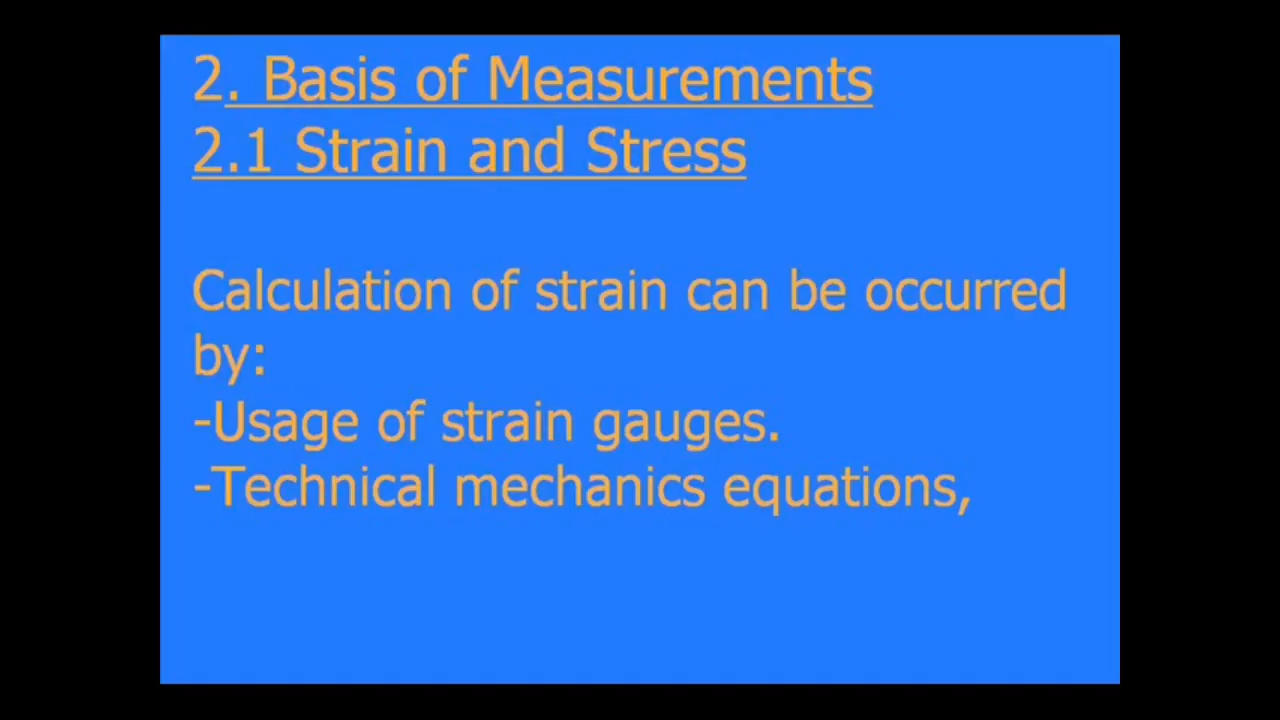 2. Basis of Measurements
2.1 Strain and Stress
Calculation of strain can be occurred
by:
-Usage of strain gauges.
-Technical mechanics equations,